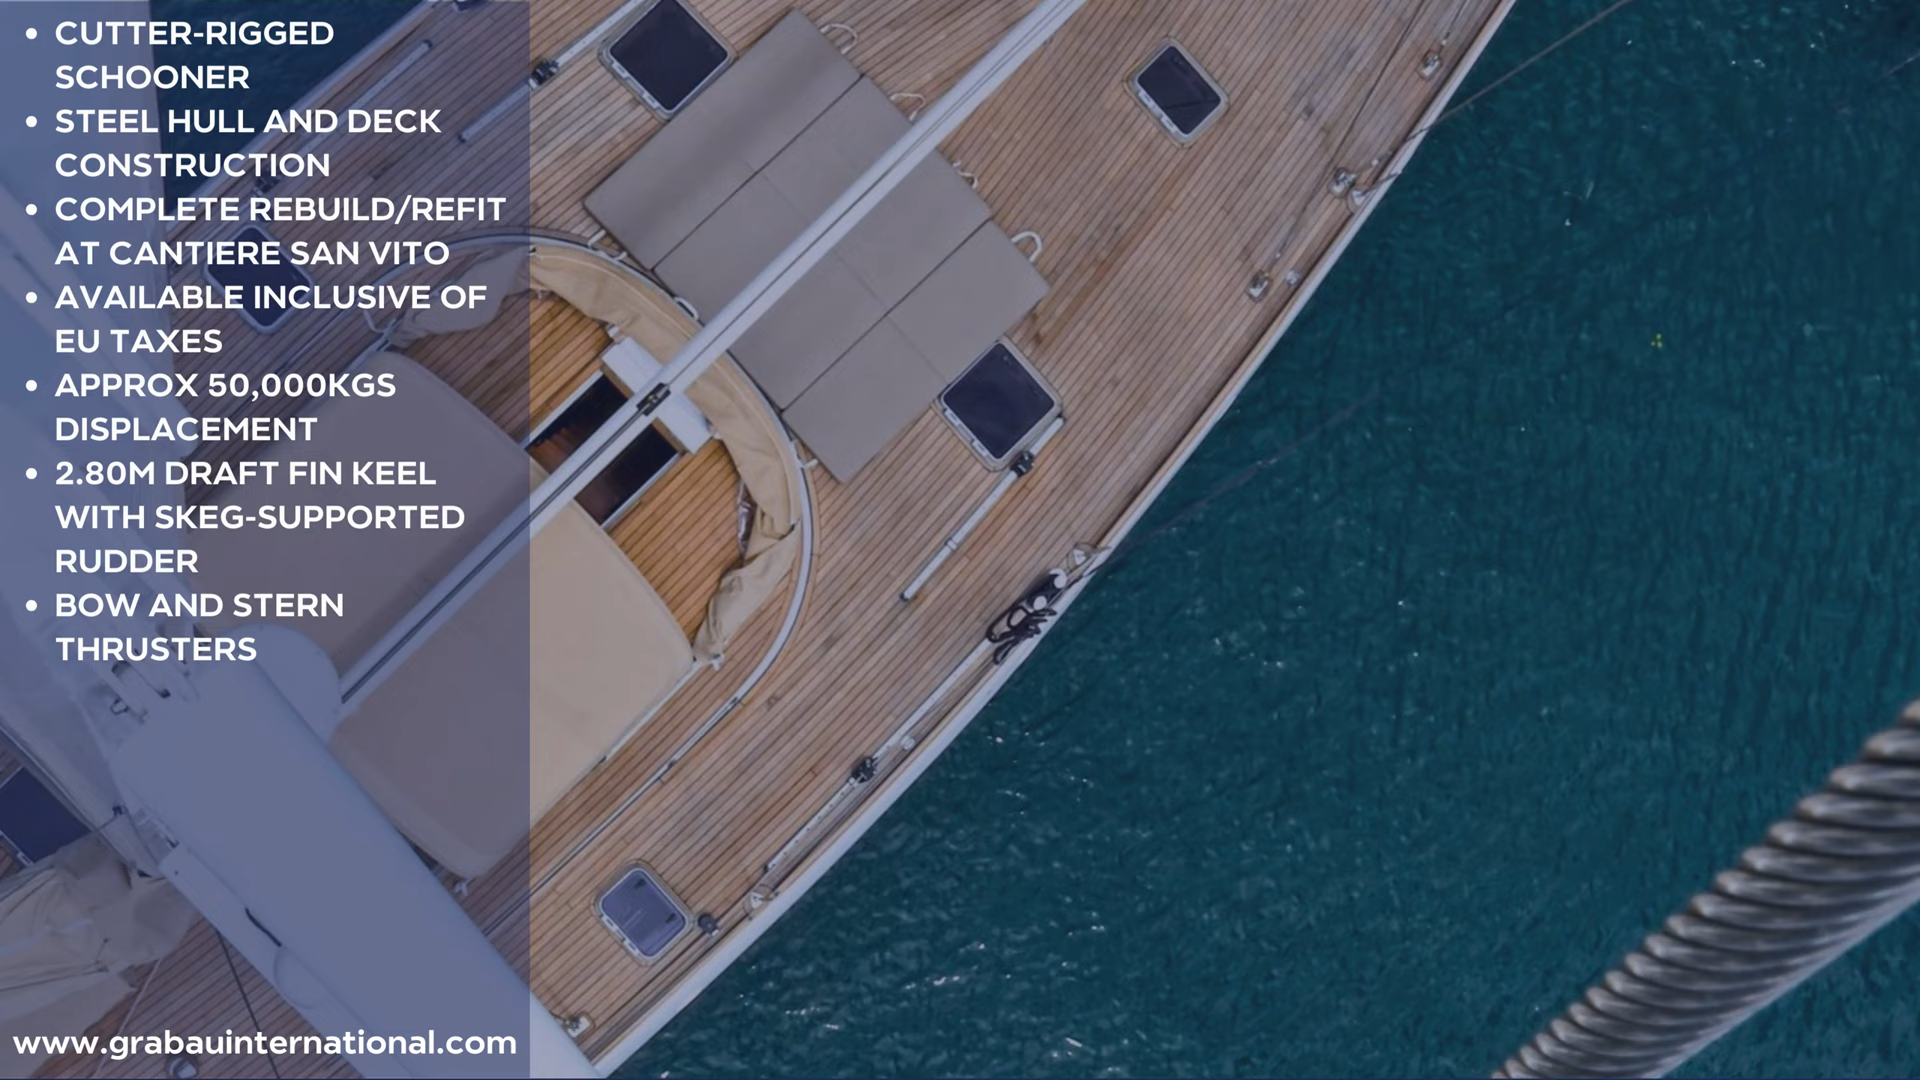 • CUTTER-RIGGED
SCHOONER
• STEEL HULL AND DECK
CONSTRUCTION
• COMPLETE REBUILD/REFIT
AT CANTIERE SAN VITO
• AVAILABLE INCLUSIVE OF
EU TAXES
• APPROX 50,000KGS
DISPLACEMENT
• 2.80M DRAFT FIN KEEL
WITH SKEG-SUPPORTED
RUDDER
• BOW AND STERN
THRUSTERS
www.grabauinternational.com